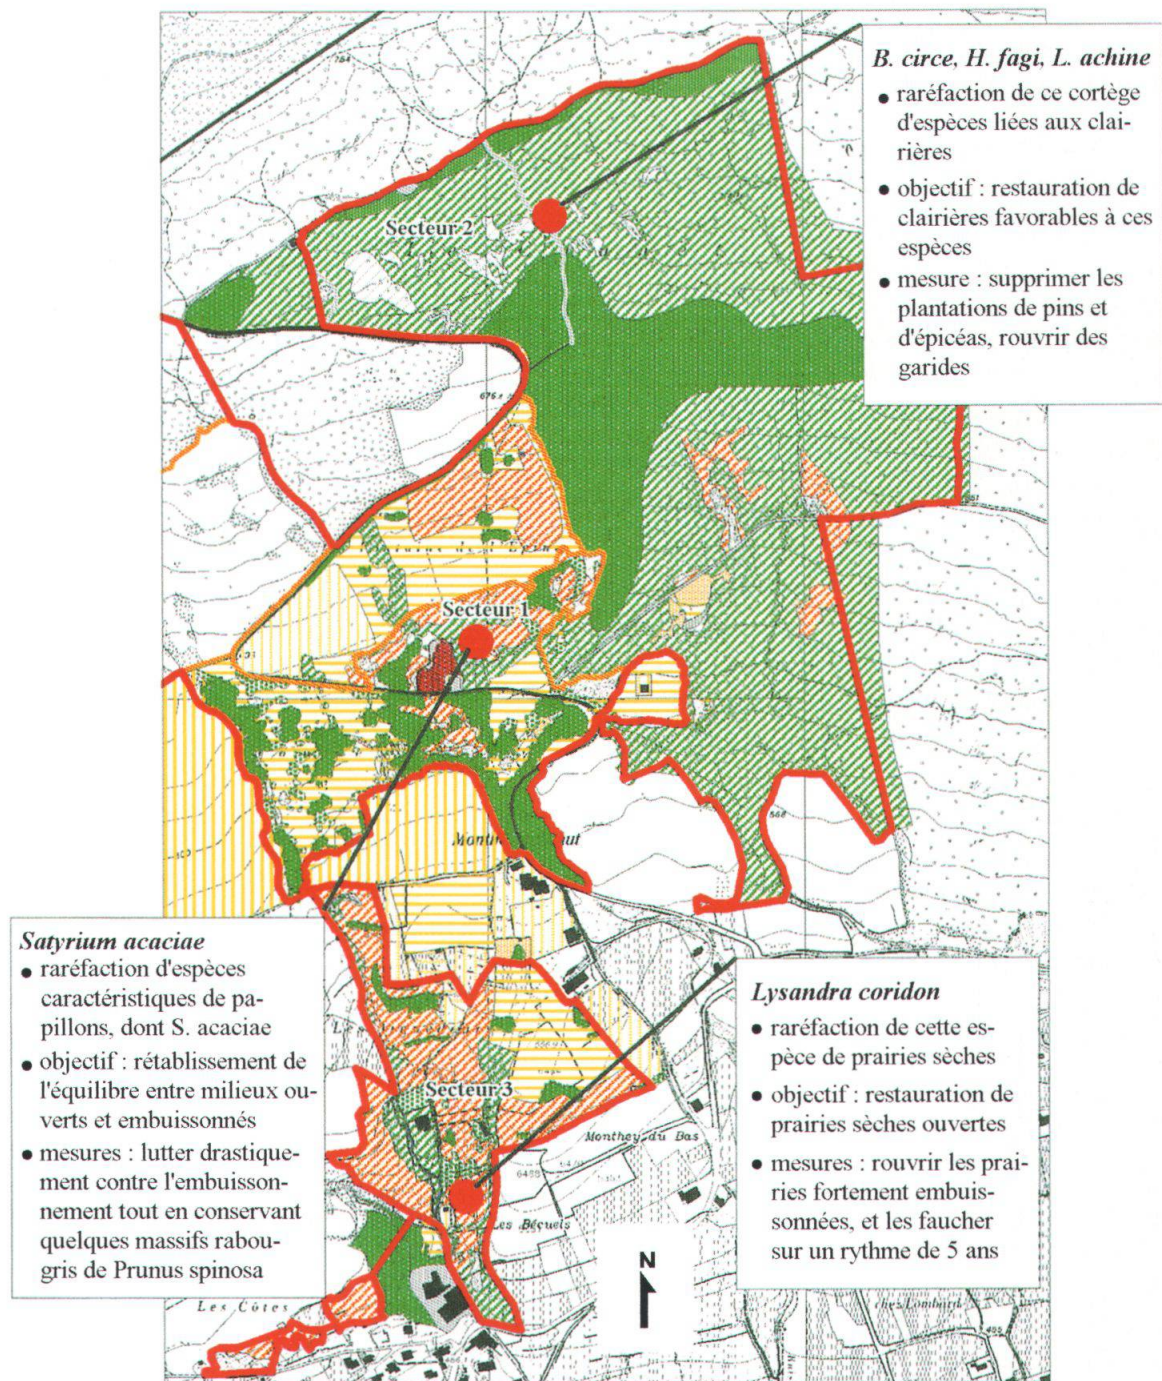 B. circe, H. fagi, L. achine
• raréfaction de ce cortège
d'espèces liées aux clai-
rières
• objectif : restauration de
clairières favorables à ces
espèces
• mesure : supprimer les
plantations de pins et
d'épicéas, rouvrir des
garides
Secteur 2
Secteur 1
Satyrium acaciae
• raréfaction d'espèces
caractéristiques de pa-
pillons, dont S. acaciae
• objectif : rétablissement de
l'équilibre entre milieux ou-
verts et embuissonnés
• mesures : lutter drastique-
ment contre l'embuisson-
nement tout en conservant
quelques massifs rabou-
gris de Prunus spinosa
Secteur 3
Lysandra coridon
• raréfaction de cette es-
pèce de prairies sèches
• objectif : restauration de
prairies sèches ouvertes
• mesures : rouvrir les prai-
ries fortement embuis-
sonnées, et les faucher
sur un rythme de 5 ans
Monthey du Bas
Les Bécuels
N
Les Côtes
chez Lombard
568